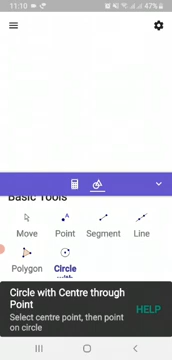 11:10
47%
Basic Tools
Move
Point
Segment
Line
Polygon
Circle
Circle with Centre through
Point
Select centre point, then point
on circle
HELP